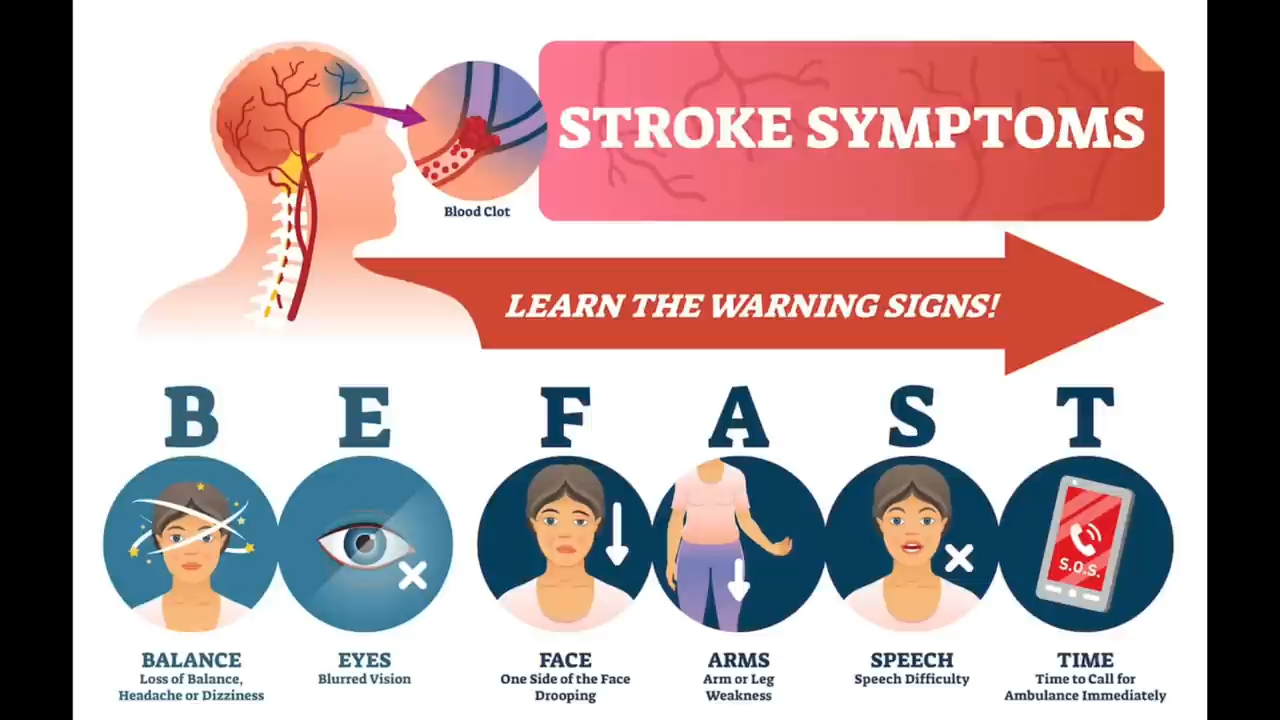 STROKE SYMPTOMS
Blood Clot
LEARN THE WARNING SIGNS!
B E F A S T
S.O.S.
BALANCE
Loss of Balance,
Headache or Dizziness
EYES
Blurred Vision
FACE
One Side of the Face
Drooping
ARMS
Arm or Leg
Weakness
SPEECH
Speech Difficulty
TIME
Time to Call for
Ambulance Immediately